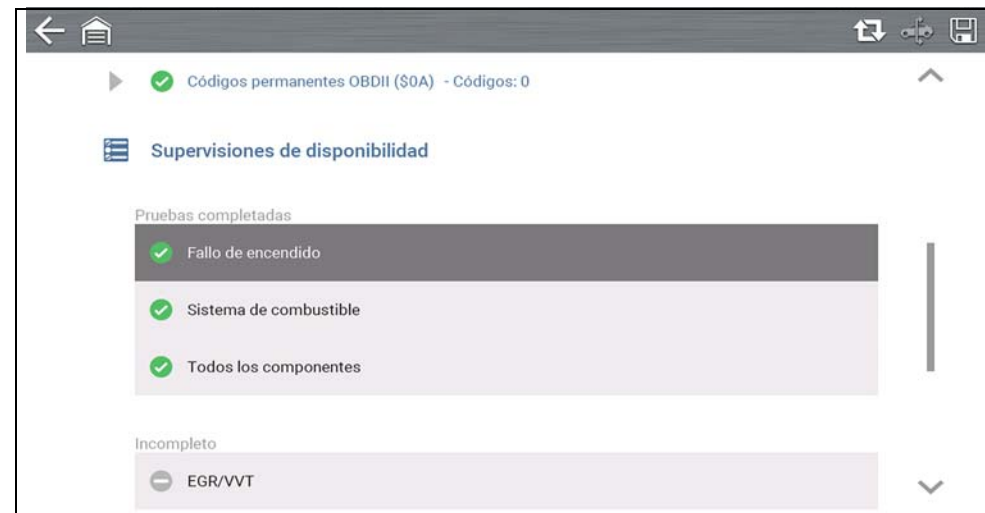 Códigos permanentes OBDII ($0A) - Códigos: 0
Supervisiones de disponibilidad
Pruebas completadas
Fallo de encendido
Sistema de combustible
Todos los componentes
Incompleto
EGR/VVT